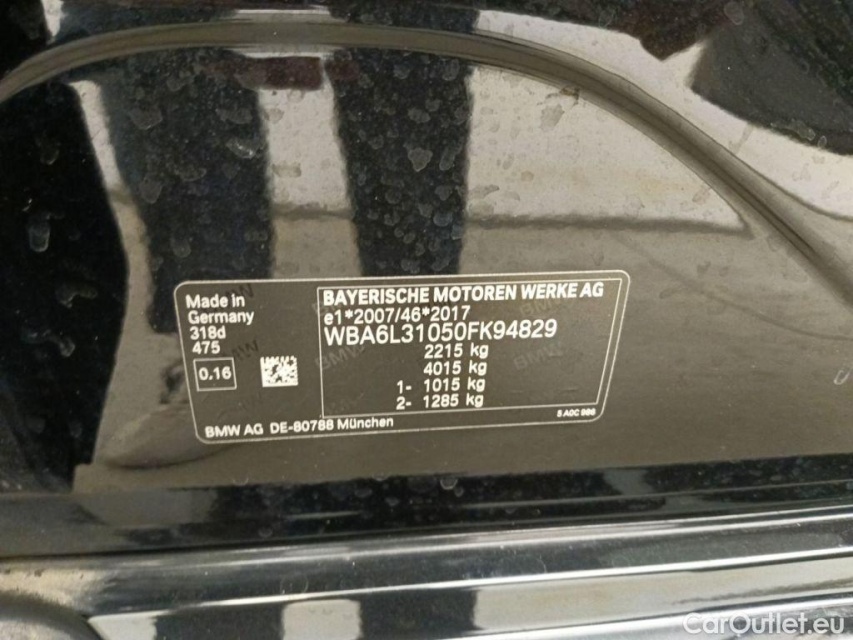 Made in
Germany
318d
475
0.16
BAYERISCHE MOTOREN WERKE AG
e1*2007/46*2017
WBA6L31050FK94829
2215 kg
4015 kg
1- 1015 kg
2- 1285 kg
BMW AG DE-80788 München
CarOutlet.eu